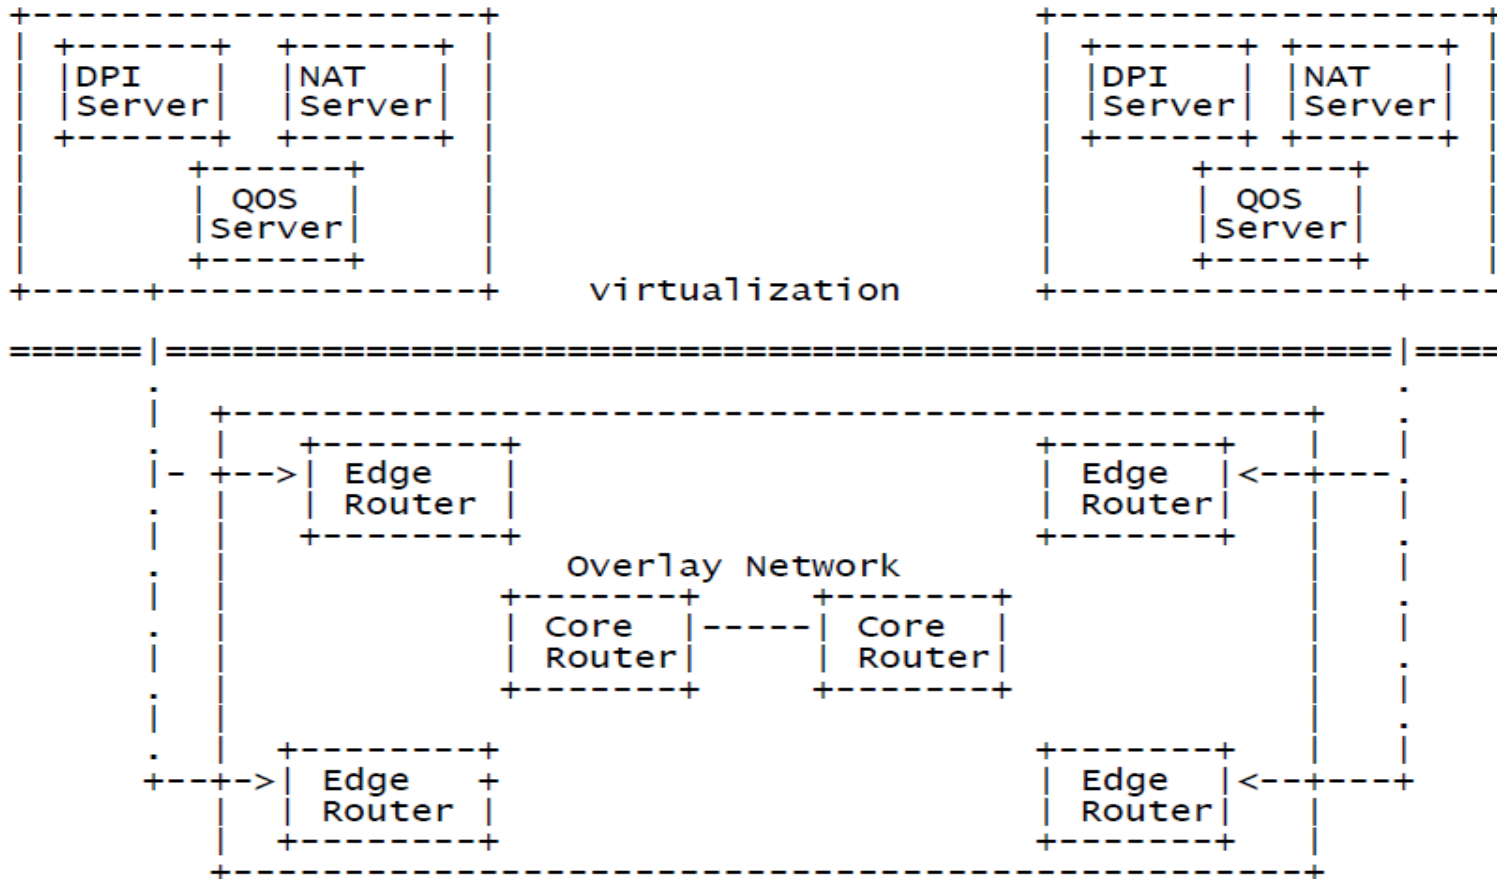 DPI NAT DPI NAT
Server Server Server Server
QOS QOS
Server Server
virtualization
Edge Edge
Router Router
Overlay Network
Core Core
Router Router
Edge Edge
Router Router